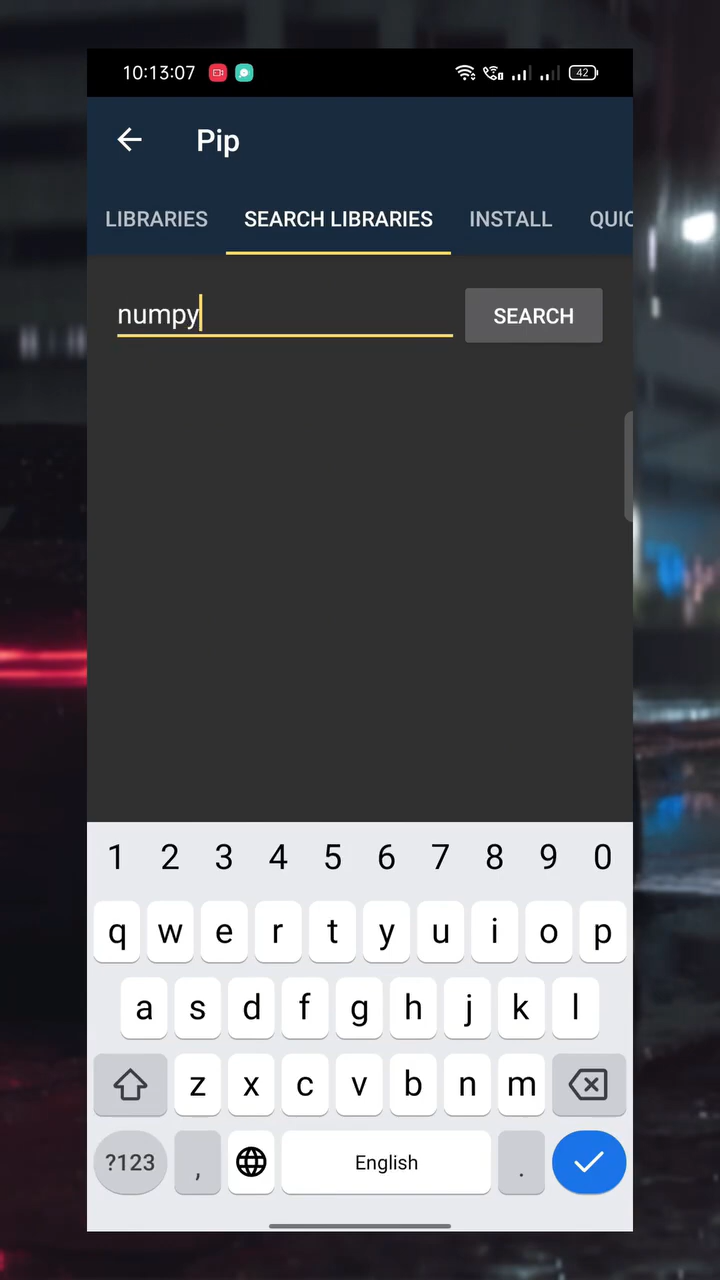 10:13:07 42
Pip
LIBRARIES SEARCH LIBRARIES INSTALL QUIC
numpy SEARCH
1 2 3 4 5 6 7 8 9 0
q w e r t y u i o p
a s d f g h j k l
z x c v b n m
?123 , English .